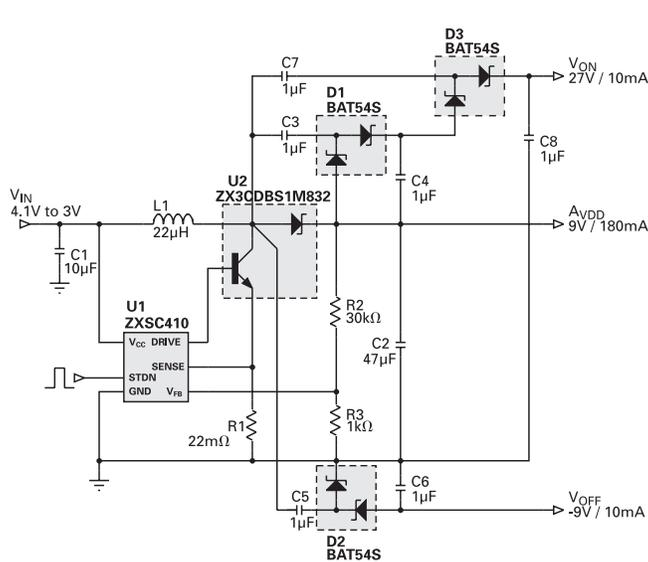 D3
BAT54S
C7
1µF
V_ON
27V / 10mA
D1
BAT54S
C3
1µF
C8
1µF
C4
1µF
U2
ZX3CDBS1M832
V_IN
4.1V to 3V
L1
22µH
A_VDD
9V / 180mA
C1
10µF
U1
ZXSC410
R2
30kΩ
V_CC DRIVE
C2
47µF
SENSE
STDN
GND V_FB
R1
22mΩ
R3
1kΩ
C6
1µF
C5
1µF
V_OFF
-9V / 10mA
D2
BAT54S